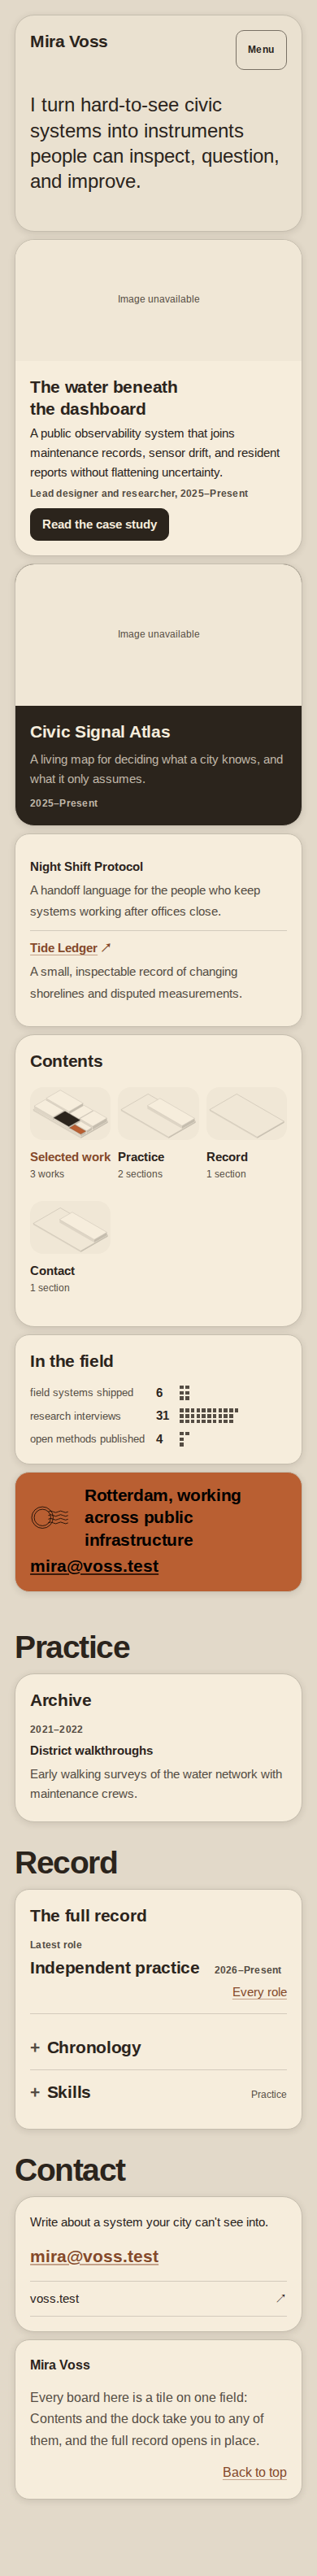 Mira Voss
Menu
I turn hard-to-see civic
systems into instruments
people can inspect, question,
and improve.
Image unavailable
The water beneath
the dashboard
A public observability system that joins
maintenance records, sensor drift, and resident
reports without flattening uncertainty.
Lead designer and researcher, 2025–Present
Read the case study
Image unavailable
Civic Signal Atlas
A living map for deciding what a city knows, and
what it only assumes.
2025–Present
Night Shift Protocol
A handoff language for the people who keep
systems working after offices close.
Tide Ledger ↗
A small, inspectable record of changing
shorelines and disputed measurements.
Contents
Selected work
3 works
Practice
2 sections
Record
1 section
Contact
1 section
In the field
field systems shipped 6
research interviews 31
open methods published 4
Rotterdam, working
across public
infrastructure
mira@voss.test
Practice
Archive
2021–2022
District walkthroughs
Early walking surveys of the water network with
maintenance crews.
Record
The full record
Latest role
Independent practice 2026–Present
Every role
+ Chronology
+ Skills Practice
Contact
Write about a system your city can't see into.
mira@voss.test
voss.test ↗
Mira Voss
Every board here is a tile on one field:
Contents and the dock take you to any of
them, and the full record opens in place.
Back to top